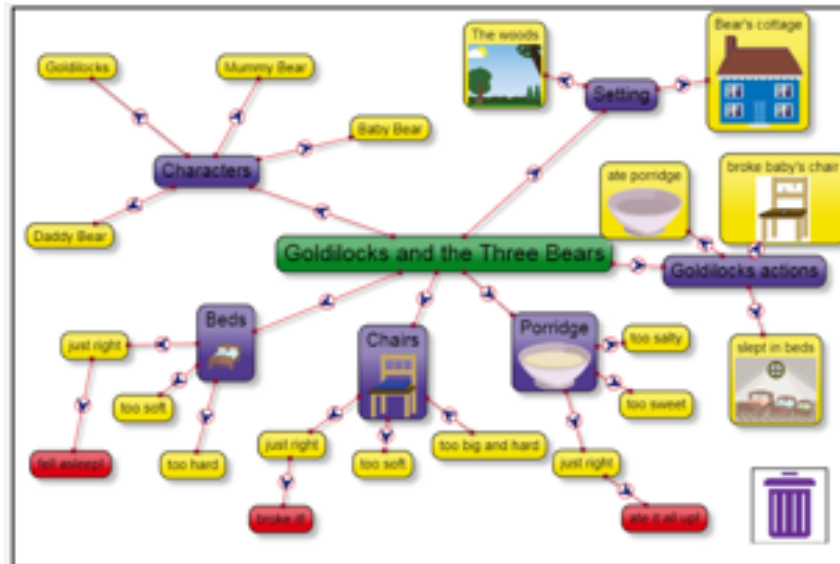 The woods
Bear's cottage
Goldilocks
Mummy Bear
Setting
Baby Bear
Characters
broke baby's chair
ate porridge
Daddy Bear
Goldilocks and the Three Bears
Goldilocks actions
Beds
Chairs
Porridge
just right
too salty
slept in beds
too soft
too sweet
just right
too big and hard
fell asleep!
too hard
too soft
just right
broke it!
ate it all up!